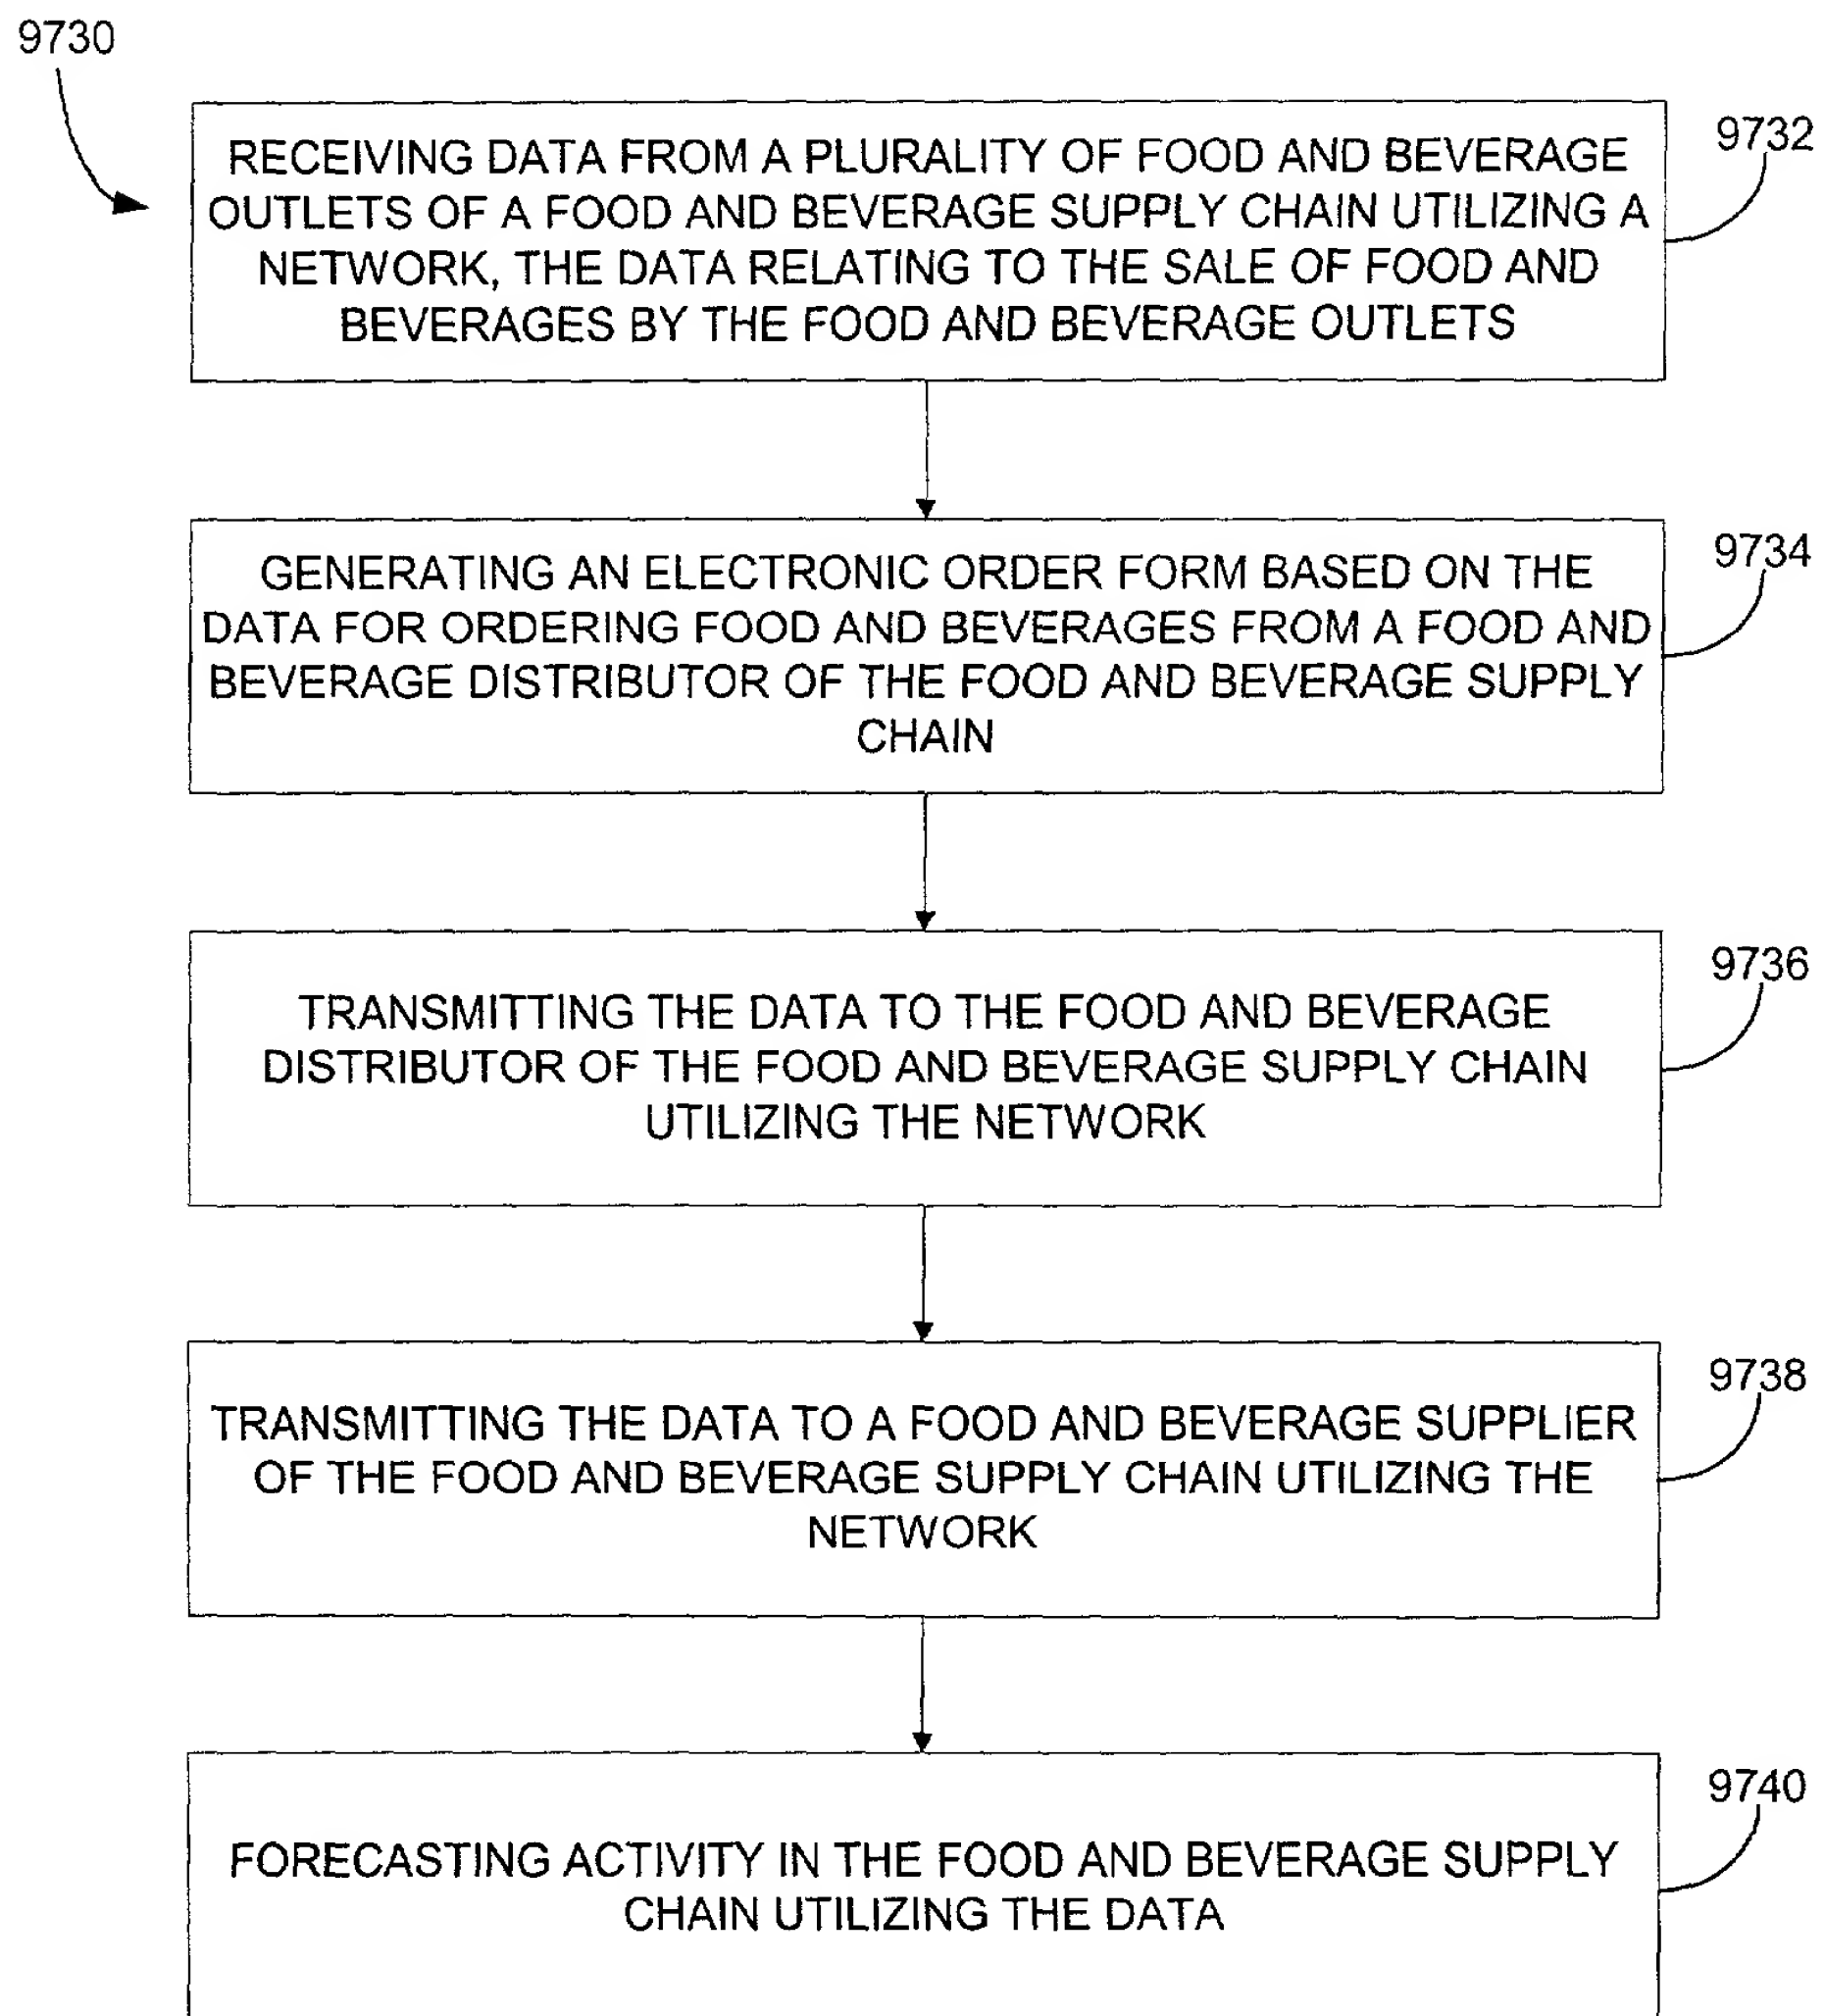 9730
9732
RECEIVING DATA FROM A PLURALITY OF FOOD AND BEVERAGE
OUTLETS OF A FOOD AND BEVERAGE SUPPLY CHAIN UTILIZING A
NETWORK, THE DATA RELATING TO THE SALE OF FOOD AND
BEVERAGES BY THE FOOD AND BEVERAGE OUTLETS
9734
GENERATING AN ELECTRONIC ORDER FORM BASED ON THE
DATA FOR ORDERING FOOD AND BEVERAGES FROM A FOOD AND
BEVERAGE DISTRIBUTOR OF THE FOOD AND BEVERAGE SUPPLY
CHAIN
9736
TRANSMITTING THE DATA TO THE FOOD AND BEVERAGE
DISTRIBUTOR OF THE FOOD AND BEVERAGE SUPPLY CHAIN
UTILIZING THE NETWORK
9738
TRANSMITTING THE DATA TO A FOOD AND BEVERAGE SUPPLIER
OF THE FOOD AND BEVERAGE SUPPLY CHAIN UTILIZING THE
NETWORK
9740
FORECASTING ACTIVITY IN THE FOOD AND BEVERAGE SUPPLY
CHAIN UTILIZING THE DATA